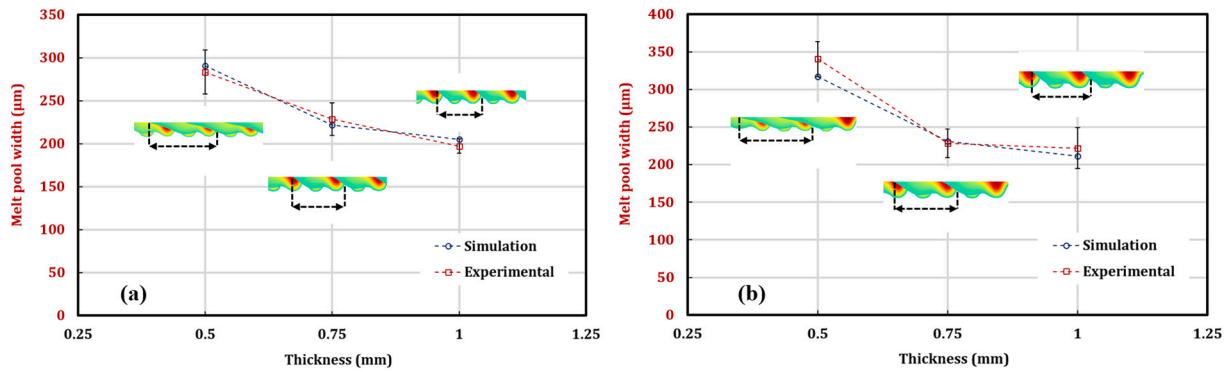 350
300
250
200
150
100
50
0
Melt pool width (µm)
0.25
0.5
0.75
1
1.25
Thickness (mm)
Simulation
Experimental
(a)
400
350
300
250
200
150
100
50
0
Melt pool width (µm)
0.25
0.5
0.75
1
1.25
Thickness (mm)
Simulation
Experimental
(b)